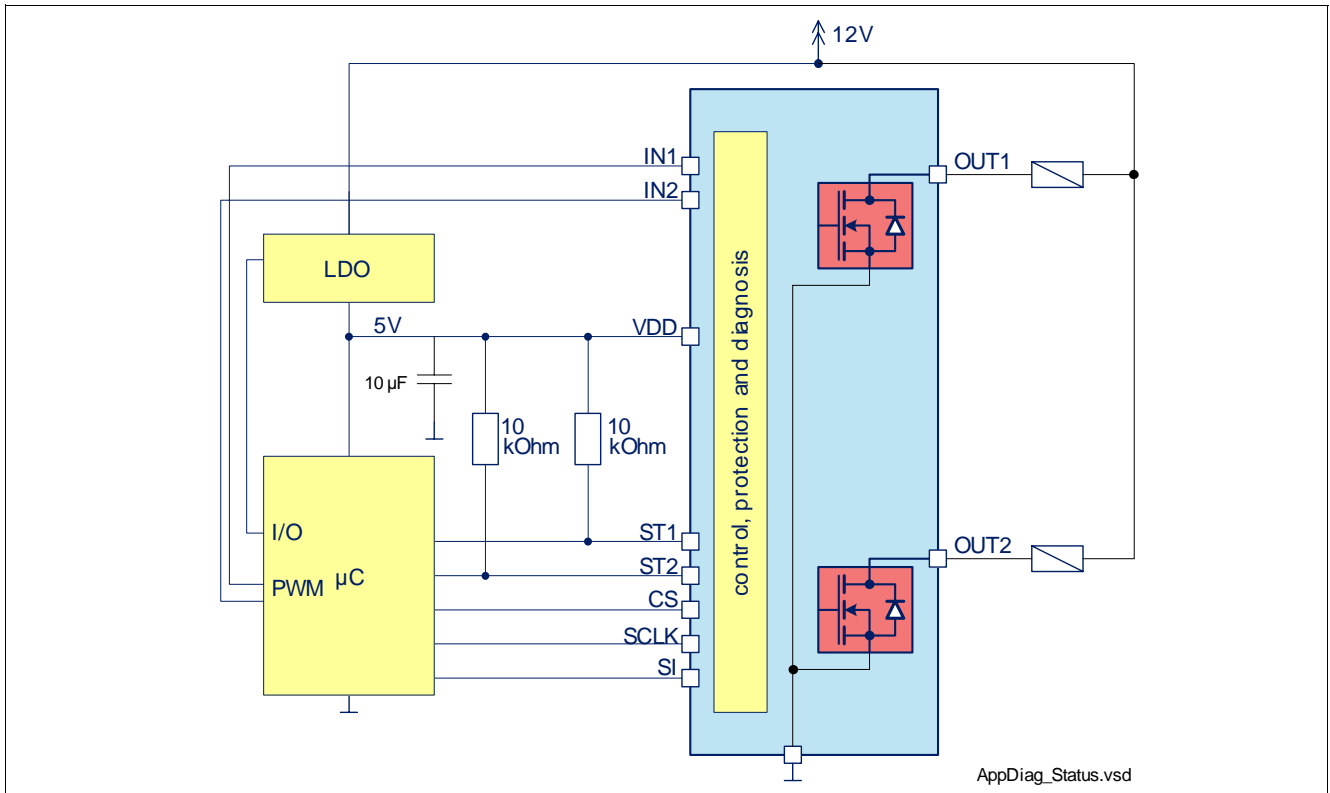 12V
IN1
IN2
OUT1
LDO
5V
VDD
10 µF
10
kOhm
10
kOhm
control, protection and diagnosis
I/O
PWM
µC
ST1
ST2
CS
SCLK
SI
OUT2
AppDiag_Status.vsd